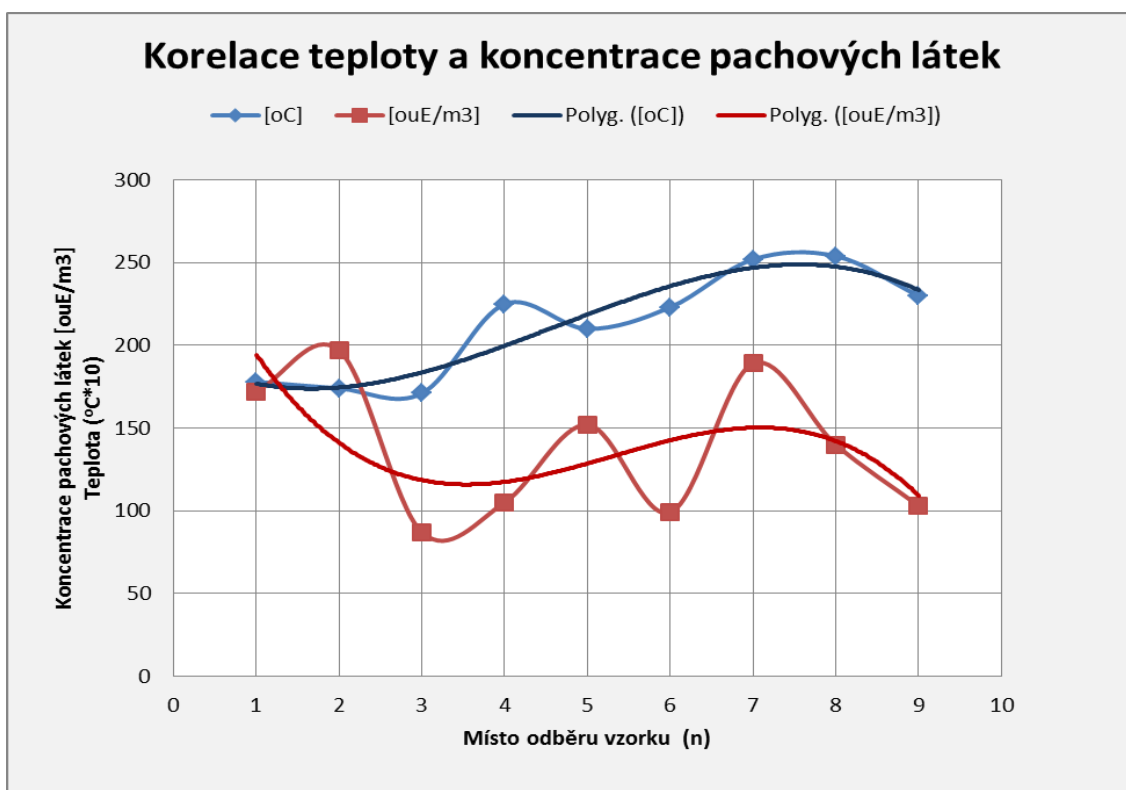 Korelace teploty a koncentrace pachových látek
[oC] [ouE/m3] Polyg. ([oC]) Polyg. ([ouE/m3])
Koncentrace pachových látek [ouE/m3]
Teplota (°C*10)
300
250
200
150
100
50
0
0 1 2 3 4 5 6 7 8 9 10
Místo odběru vzorku (n)